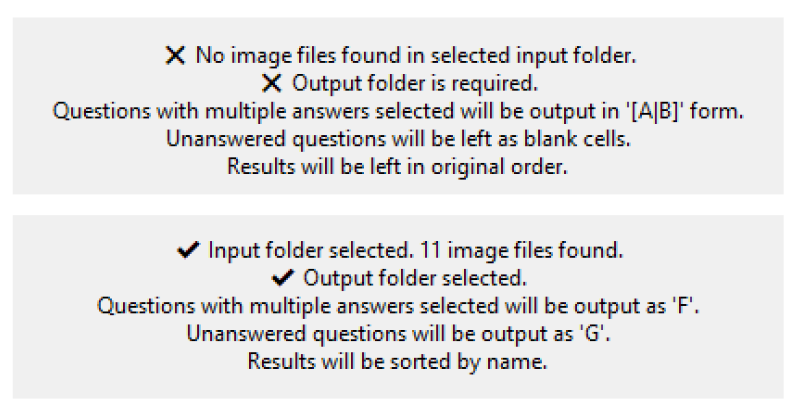 ✕ No image files found in selected input folder.
✕ Output folder is required.
Questions with multiple answers selected will be output in '[A|B]' form.
Unanswered questions will be left as blank cells.
Results will be left in original order.
✔ Input folder selected. 11 image files found.
✔ Output folder selected.
Questions with multiple answers selected will be output as 'F'.
Unanswered questions will be output as 'G'.
Results will be sorted by name.